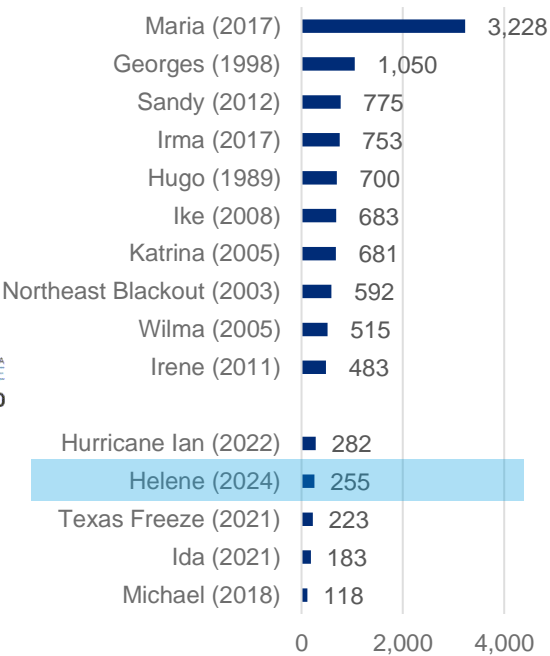 Maria (2017) 3,228
Georges (1998) 1,050
Sandy (2012) 775
Irma (2017) 753
Hugo (1989) 700
Ike (2008) 683
Katrina (2005) 681
Northeast Blackout (2003) 592
Wilma (2005) 515
Irene (2011) 483
Hurricane Ian (2022) 282
Helene (2024) 255
Texas Freeze (2021) 223
Ida (2021) 183
Michael (2018) 118
0 2,000 4,000